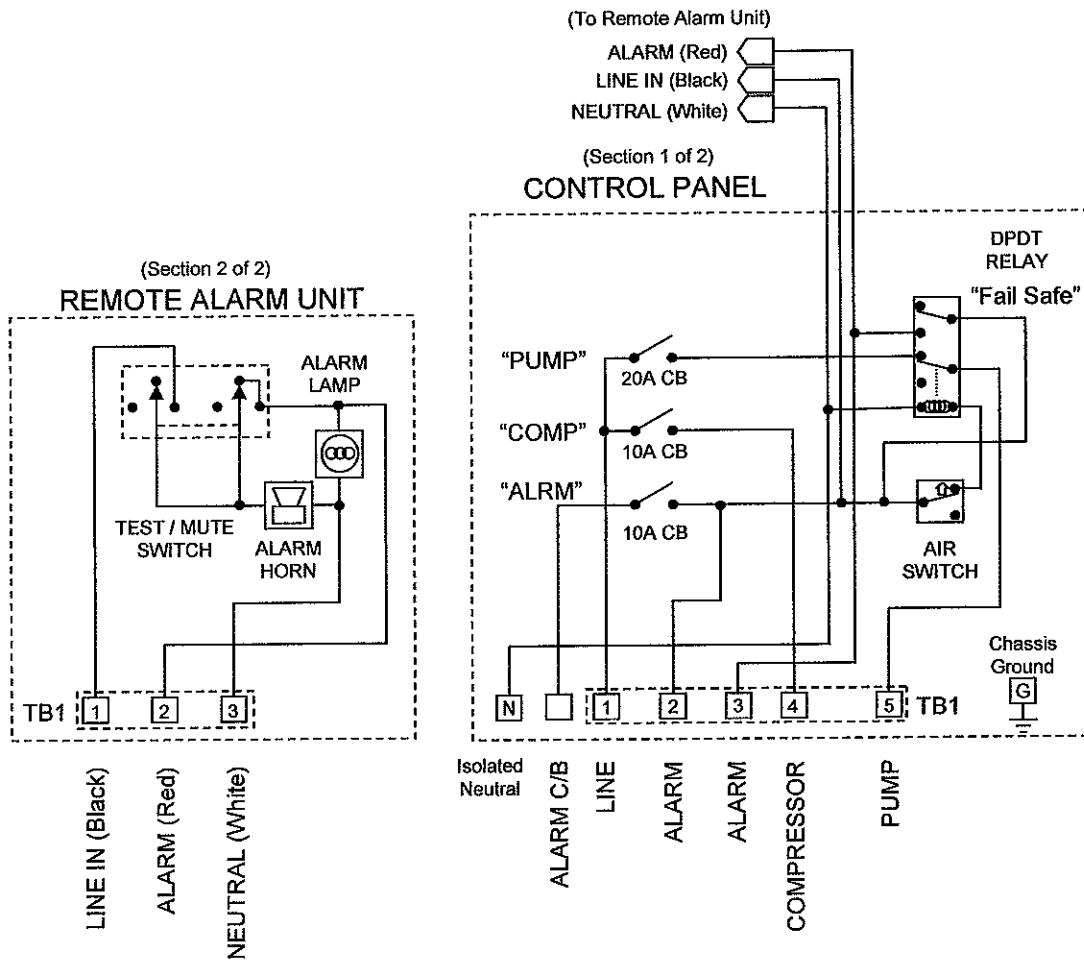 (To Remote Alarm Unit)
ALARM (Red)
LINE IN (Black)
NEUTRAL (White)
(Section 1 of 2)
CONTROL PANEL
DPDT
RELAY
"Fail Safe"
"PUMP"
20A CB
"COMP"
10A CB
"ALRM"
10A CB
AIR
SWITCH
Chassis
Ground
G
N
1
2
3
4
5
TB1
Isolated
Neutral
ALARM C/B
LINE
ALARM
ALARM
COMPRESSOR
PUMP
(Section 2 of 2)
REMOTE ALARM UNIT
ALARM
LAMP
TEST / MUTE
SWITCH
ALARM
HORN
TB1
1
2
3
LINE IN (Black)
ALARM (Red)
NEUTRAL (White)